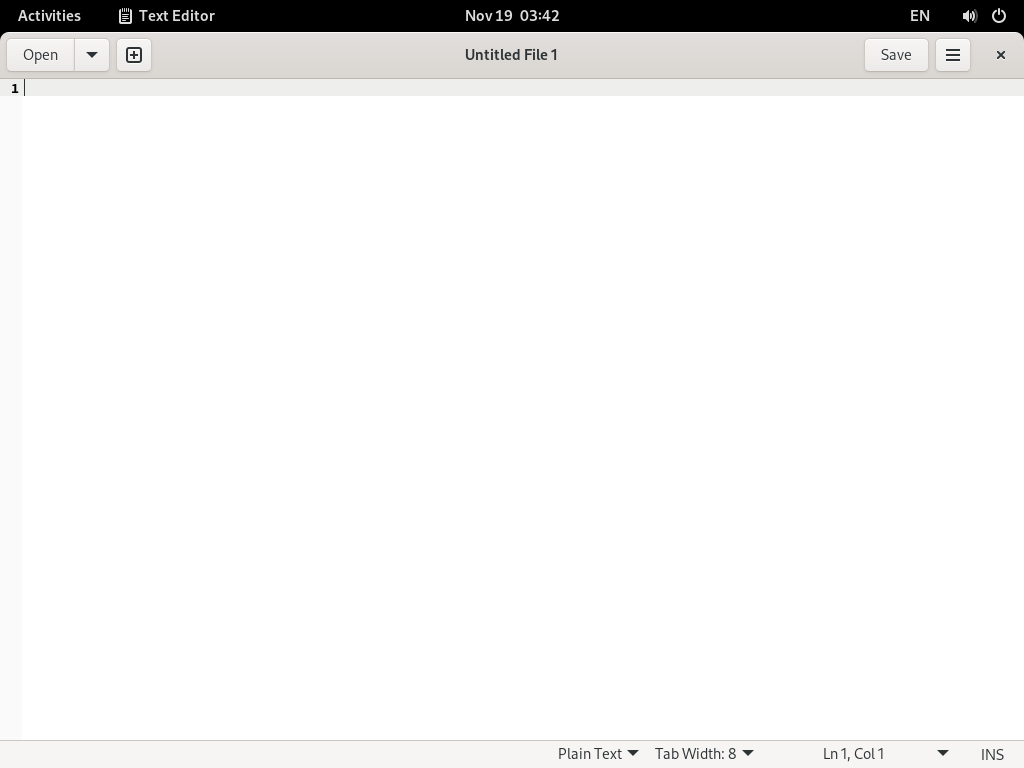 Activities Text Editor Nov 19 03:42 EN
Open Untitled File 1 Save
1
Plain Text Tab Width: 8 Ln 1, Col 1 INS